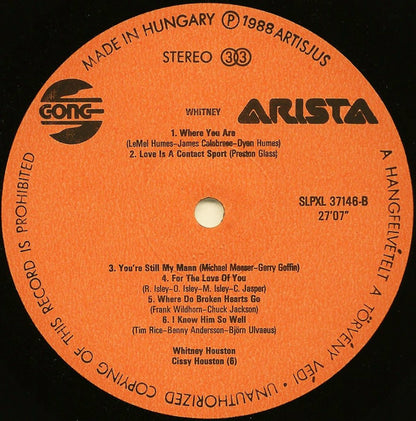 MADE IN HUNGARY Ⓟ 1988 ARTISJUS
STEREO 33
GONG
ARISTA
WHITNEY
1. Where You Are
(LeMel Humes-James Calabrese-Dyon Humes)
2. Love Is A Contact Sport (Preston Glass)
SLPXL 37146-B
27'07"
3. You're Still My Mann (Michael Masser-Gerry Goffin)
4. For The Love Of You
(R. Isley-O. Isley-M. Isley-C. Jasper)
5. Where Do Broken Hearts Go
(Frank Wildhorn-Chuck Jackson)
6. I Know Him So Well
(Tim Rice-Benny Andersson-Björn Ulvaeus)
Whitney Houston
Cissy Houston (6)
A HANGFELVÉTELT A TÖRVÉNY VÉDI • UNAUTHORIZED COPYING OF THIS RECORD IS PROHIBITED